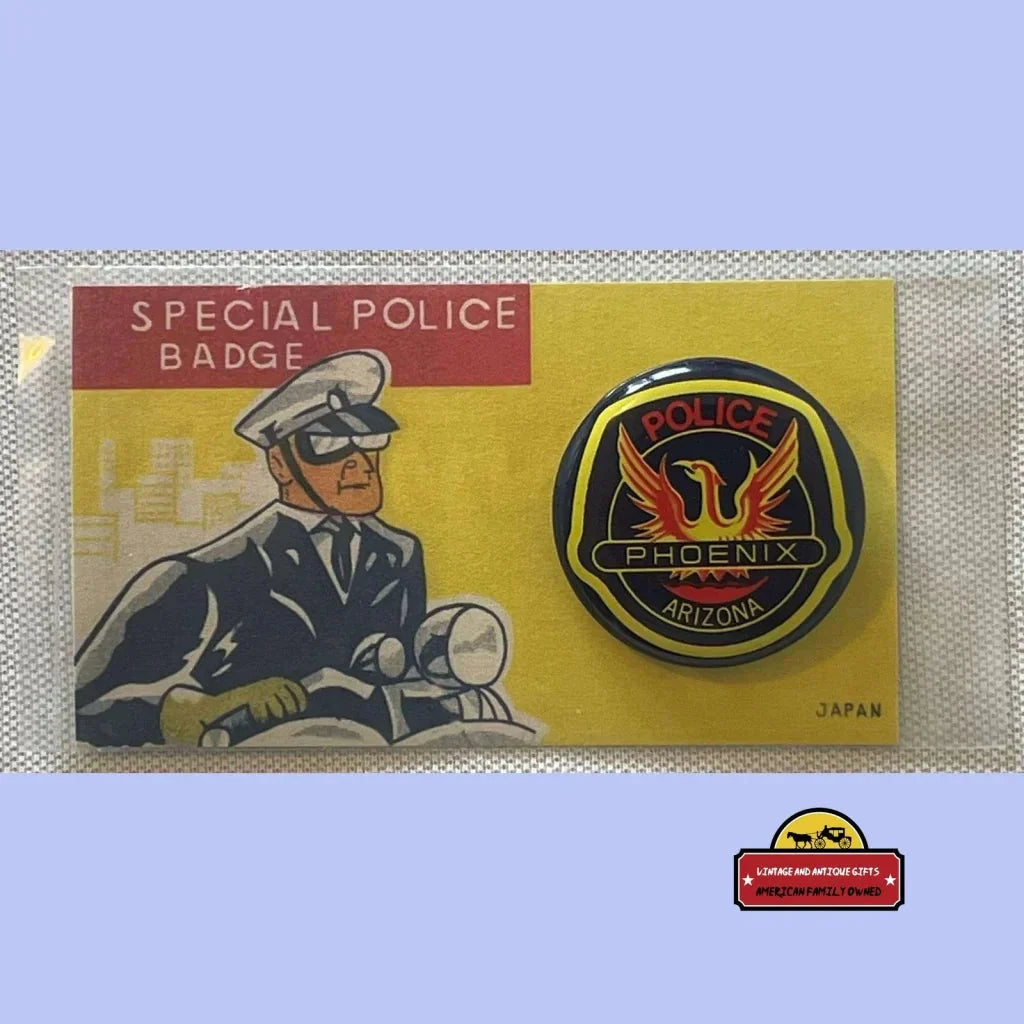 SPECIAL POLICE
BADGE
POLICE
PHOENIX
ARIZONA
JAPAN
VINTAGE AND ANTIQUE GIFTS
AMERICAN FAMILY OWNED